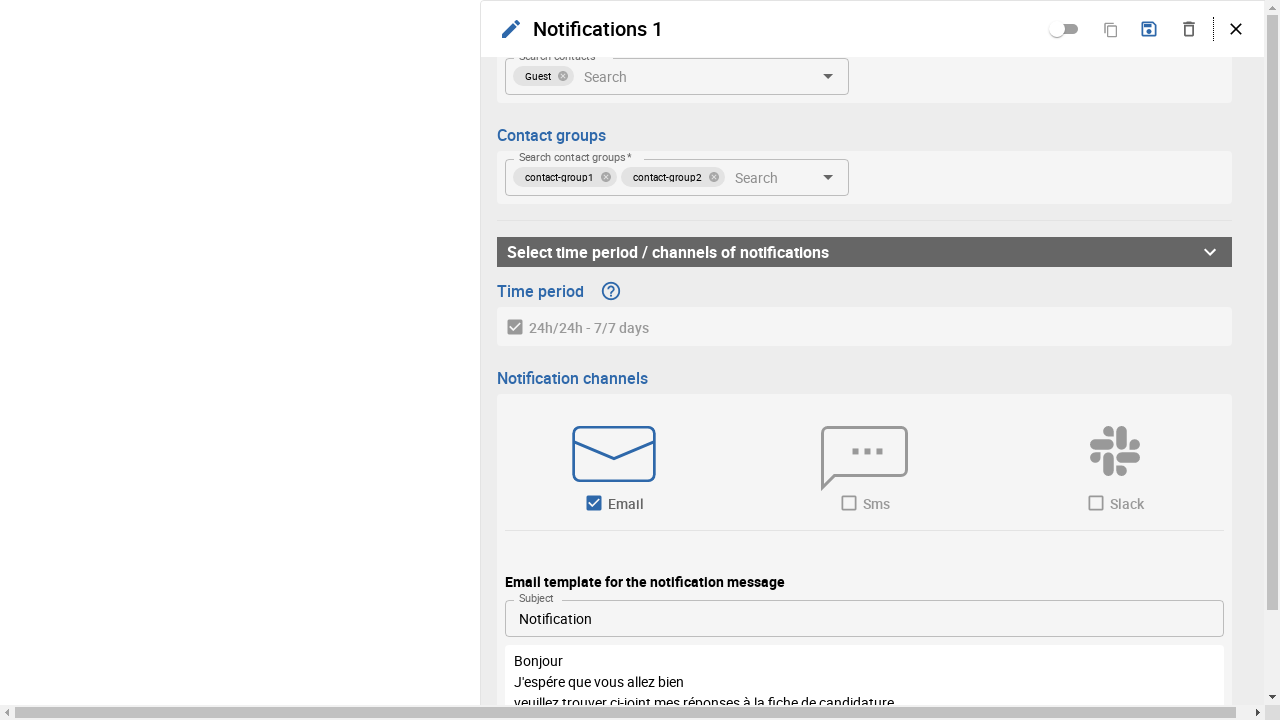 Notifications 1
Search contacts
Guest
Search
Contact groups
Search contact groups *
contact-group1
contact-group2
Search
Select time period / channels of notifications
Time period
24h/24h - 7/7 days
Notification channels
Email
Sms
Slack
Email template for the notification message
Subject
Notification
Bonjour
J'espére que vous allez bien
veuillez trouver ci-joint mes réponses à la fiche de candidature